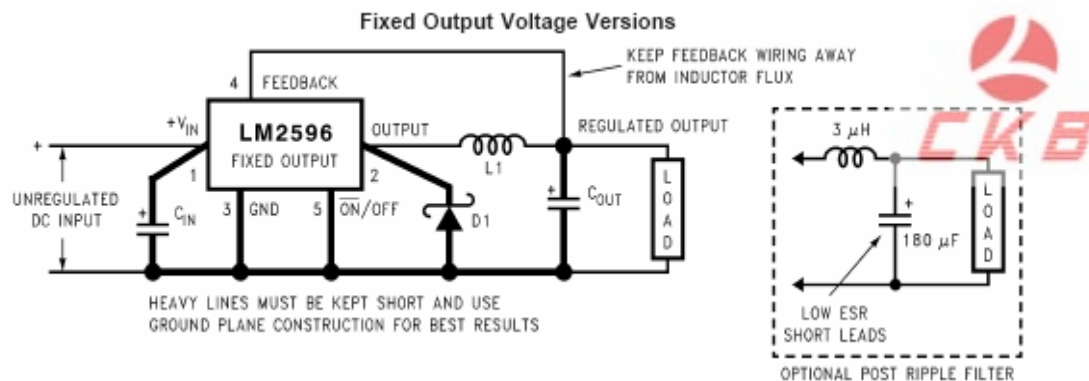 Fixed Output Voltage Versions
KEEP FEEDBACK WIRING AWAY
FROM INDUCTOR FLUX
4 FEEDBACK
+VIN
LM2596
FIXED OUTPUT
OUTPUT
REGULATED OUTPUT
+
1
2
L1
UNREGULATED
DC INPUT
+
CIN
3
GND
5
ON/OFF
D1
+
COUT
LOAD
HEAVY LINES MUST BE KEPT SHORT AND USE
GROUND PLANE CONSTRUCTION FOR BEST RESULTS
CKB
3 μH
+
180 μF
LOAD
LOW ESR
SHORT LEADS
OPTIONAL POST RIPPLE FILTER